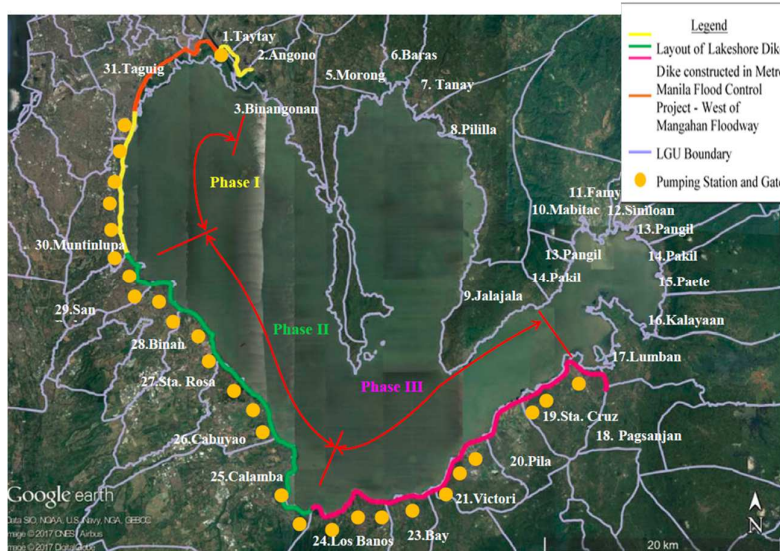 1.Taytay
2.Angono
31.Taguig
6.Baras
5.Morong
7. Tanay
3.Binangonan
8.Pililla
Phase I
11.Famy
10.Mabitac
12.Siniloan
13.Pangil
30.Muntinlupa
13.Pangil
14.Pakil
14.Pakil
15.Paete
9.Jalajala
29.San
16.Kalayaan
28.Binan
Phase II
17.Lumban
27.Sta. Rosa
Phase III
19.Sta. Cruz
26.Cabuyao
18. Pagsanjan
20.Pila
25.Calamba
21.Victori
24.Los Banos
23.Bay
Google earth
Data SIO, NOAA, U.S. Navy, NGA, GEBCO
Image © 2017 CNES/Airbus
Image © 2017 DigitalGlobe
N
20 km
Legend
Layout of Lakeshore Dik
Dike constructed in Metro
Manila Flood Control
Project - West of
Mangahan Floodway
LGU Boundary
Pumping Station and Gate